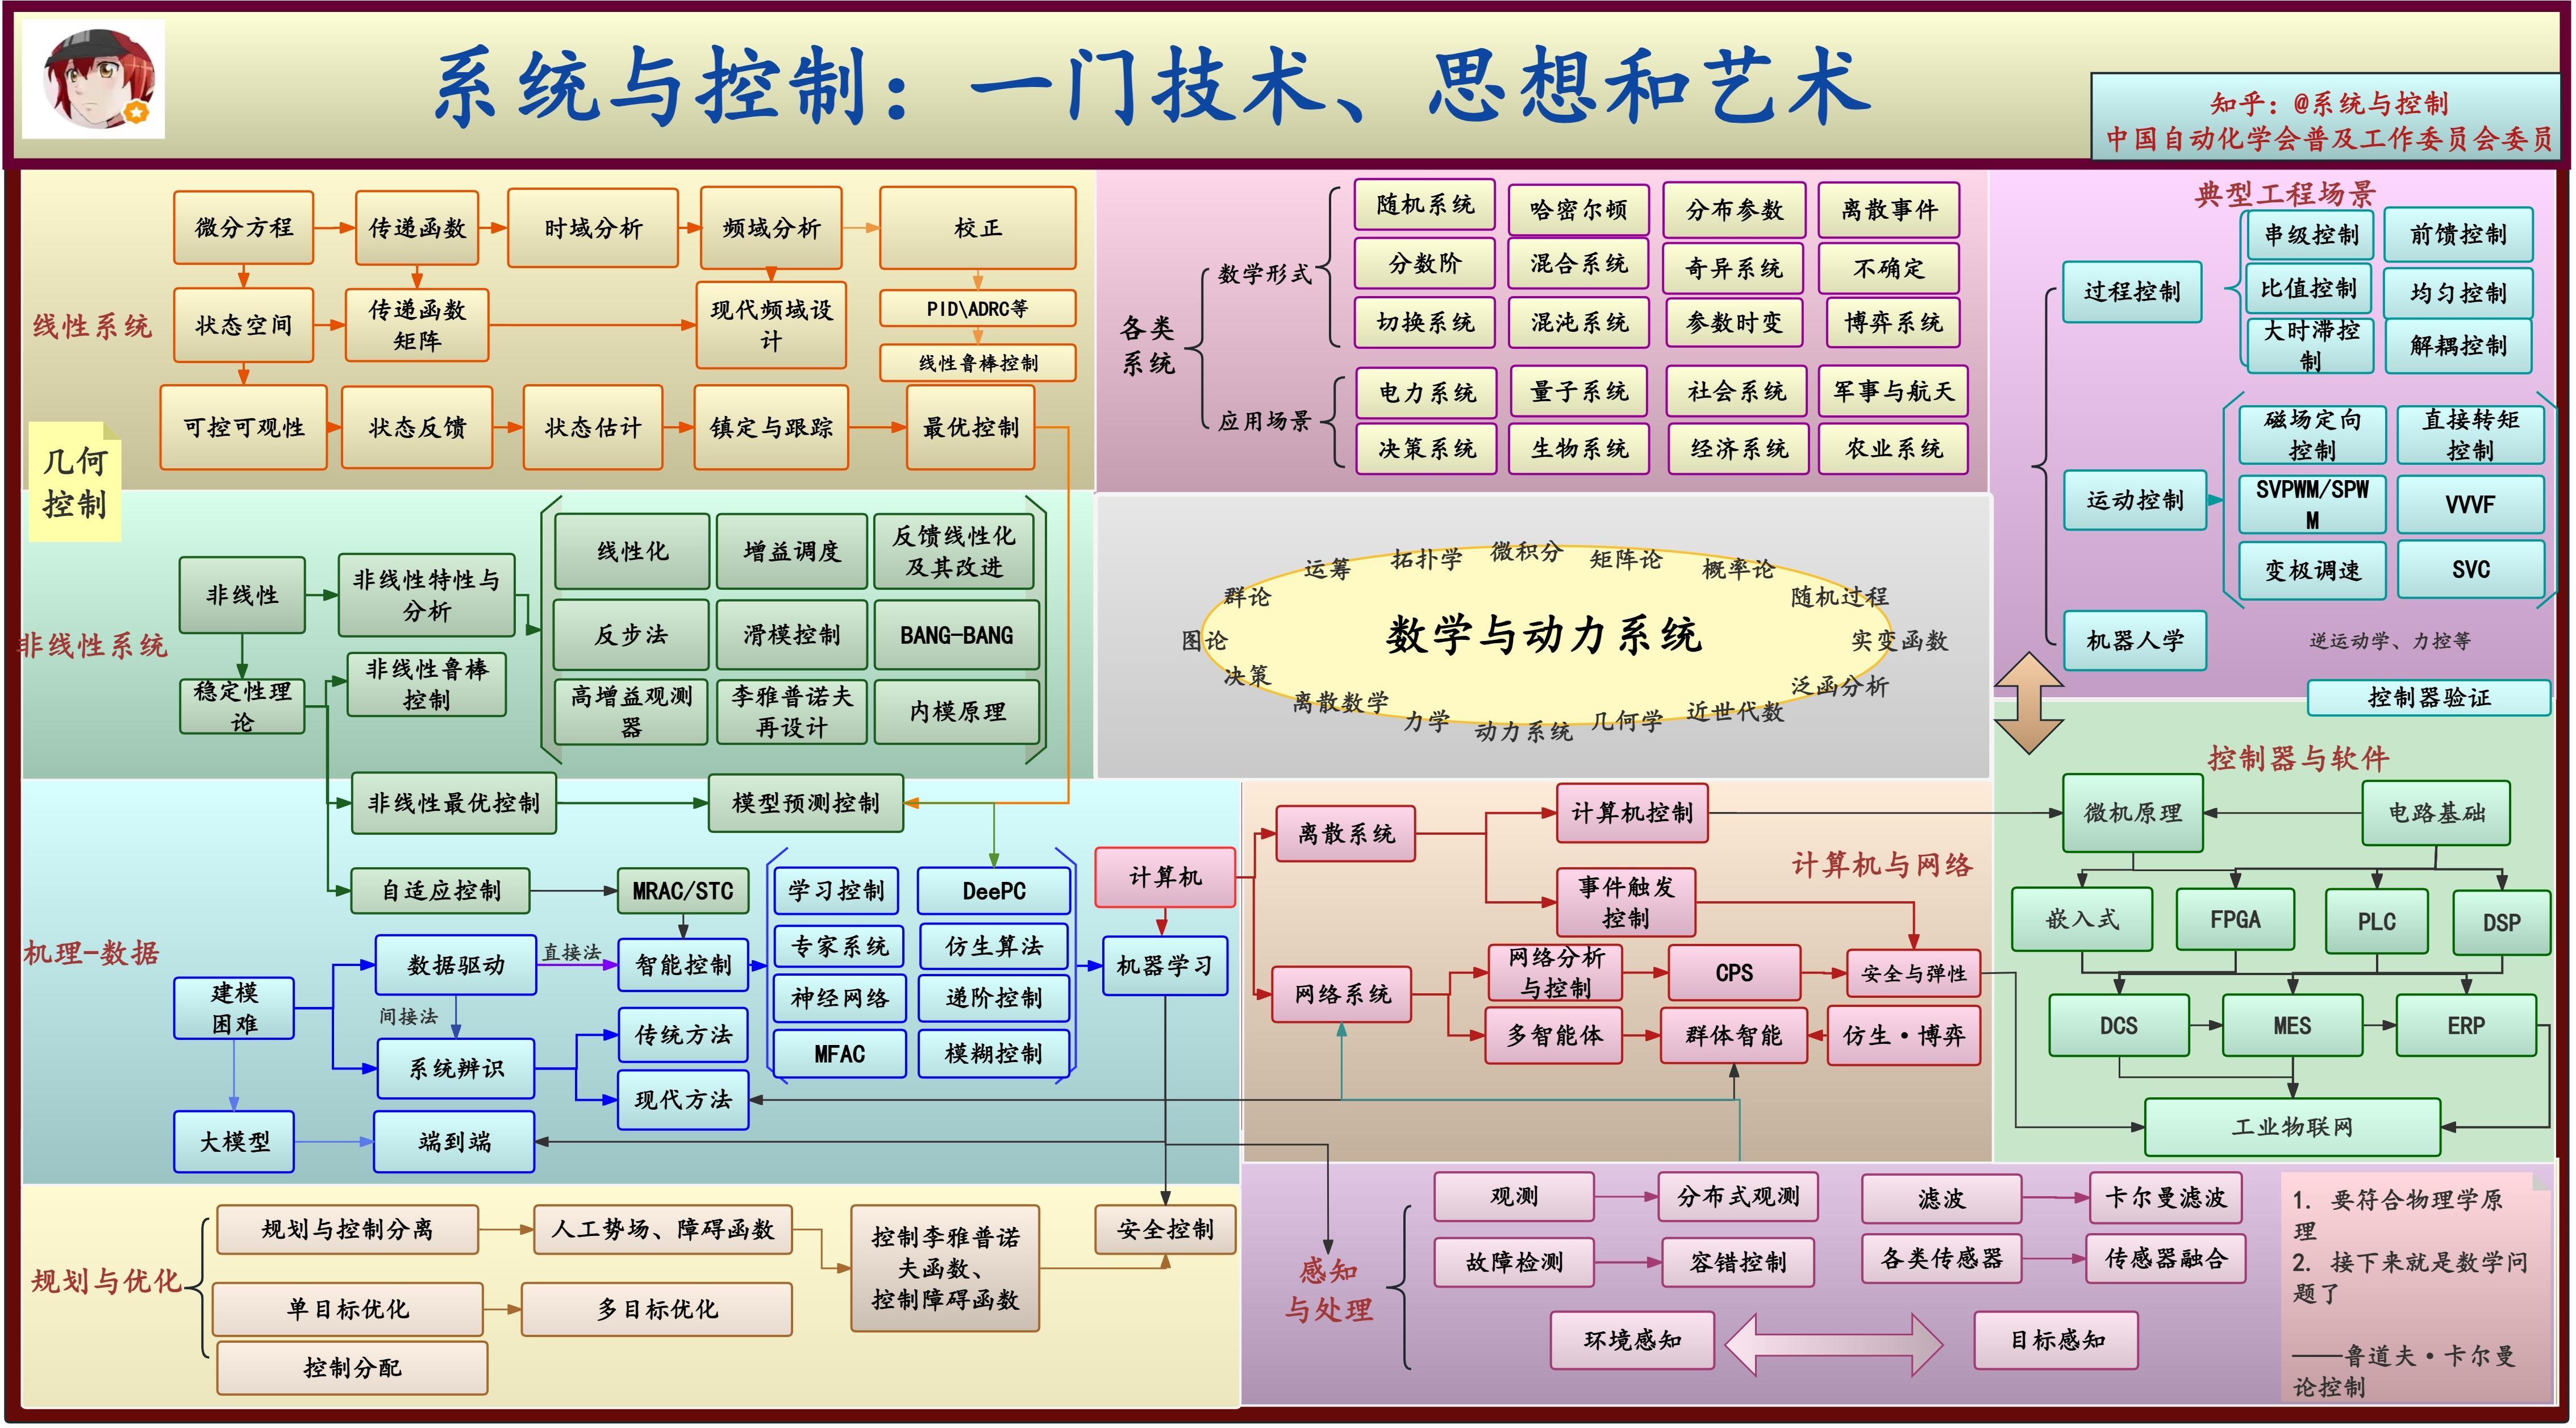 系统与控制：一门技术、思想和艺术
知乎：@系统与控制
中国自动化学会普及工作委员会委员
线性系统
微分方程
传递函数
时域分析
频域分析
校正
状态空间
传递函数
矩阵
现代频域设
计
PID\ADRC等
线性鲁棒控制
可控可观性
状态反馈
状态估计
镇定与跟踪
最优控制
几何
控制
非线性系统
非线性
非线性特性与
分析
稳定性理
论
非线性鲁棒
控制
线性化
增益调度
反馈线性化
及其改进
反步法
滑模控制
BANG-BANG
高增益观测
器
李雅普诺夫
再设计
内模原理
非线性最优控制
模型预测控制
自适应控制
MRAC/STC
机理-数据
建模
困难
数据驱动
直接法
智能控制
间接法
系统辨识
传统方法
现代方法
大模型
端到端
学习控制
DeePC
专家系统
仿生算法
神经网络
递阶控制
MFAC
模糊控制
计算机
机器学习
规划与优化
规划与控制分离
人工势场、障碍函数
单目标优化
多目标优化
控制分配
控制李雅普诺
夫函数、
控制障碍函数
安全控制
各类
系统
数学形式
随机系统
哈密尔顿
分布参数
离散事件
分数阶
混合系统
奇异系统
不确定
切换系统
混沌系统
参数时变
博弈系统
应用场景
电力系统
量子系统
社会系统
军事与航天
决策系统
生物系统
经济系统
农业系统
数学与动力系统
图论
群论
运筹
拓扑学
微积分
矩阵论
概率论
随机过程
实变函数
泛函分析
近世代数
几何学
动力系统
力学
离散数学
决策
计算机与网络
离散系统
计算机控制
事件触发
控制
网络系统
网络分析
与控制
CPS
安全与弹性
多智能体
群体智能
仿生·博弈
典型工程场景
过程控制
串级控制
前馈控制
比值控制
均匀控制
大时滞控
制
解耦控制
运动控制
磁场定向
控制
直接转矩
控制
SVPWM/SPW
M
VVVF
变极调速
SVC
机器人学
逆运动学、力控等
控制器验证
控制器与软件
微机原理
电路基础
嵌入式
FPGA
PLC
DSP
DCS
MES
ERP
工业物联网
感知
与处理
观测
分布式观测
滤波
卡尔曼滤波
故障检测
容错控制
各类传感器
传感器融合
环境感知
目标感知
1. 要符合物理学原
理
2. 接下来就是数学问
题了
——鲁道夫·卡尔曼
论控制